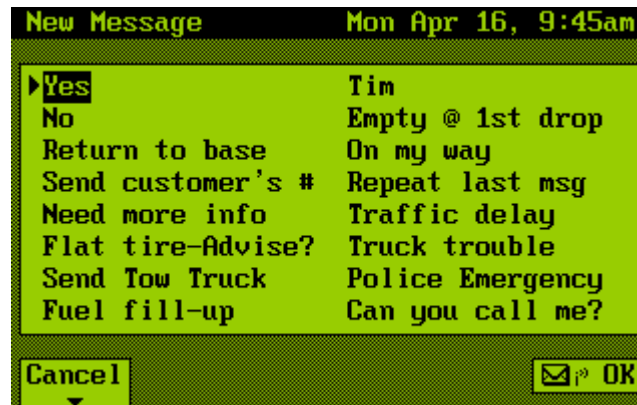 New Message Mon Apr 16, 9:45am
Yes Tim
No Empty @ 1st drop
Return to base On my way
Send customer's # Repeat last msg
Need more info Traffic delay
Flat tire-Advise? Truck trouble
Send Tow Truck Police Emergency
Fuel fill-up Can you call me?
Cancel OK